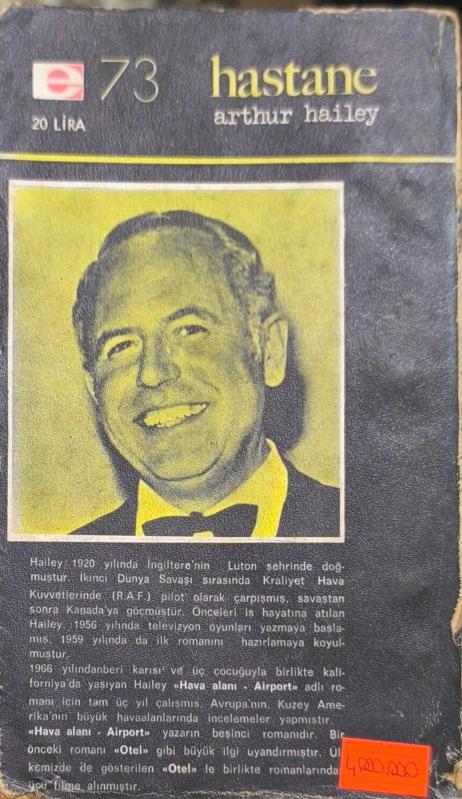 e 73 hastane
20 LİRA arthur hailey
Hailey 1920 yılında İngiltere'nin Luton şehrinde doğ-
muştur. İkinci Dünya Savaşı sırasında Kraliyet Hava
Kuvvetlerinde (R.A.F.) pilot olarak çarpışmış, savaştan
sonra Kanada'ya göçmüştür. Önceleri iş hayatına atılan
Hailey, 1956 yılında televizyon oyunları yazmaya başla-
mış, 1959 yılında da ilk romanını hazırlamaya koyul-
muştur.
1966 yılındanberi karısı ve üç çocuğuyla birlikte kali-
forniya'da yaşıyan Hailey «Hava alanı - Airport» adlı ro-
manı için tam üç yıl çalışmış. Avrupa'nın, Kuzey Ame-
rika'nın büyük havaalanlarında incelemeler yapmıştır.
«Hava alanı - Airport» yazarın beşinci romanıdır. Bir
önceki romanı «Otel» gibi büyük ilgi uyandırmıştır. Ül
kemizde de gösterilen «Otel» le birlikte romanlarında
üçü filme alınmıştır.
4,000,000